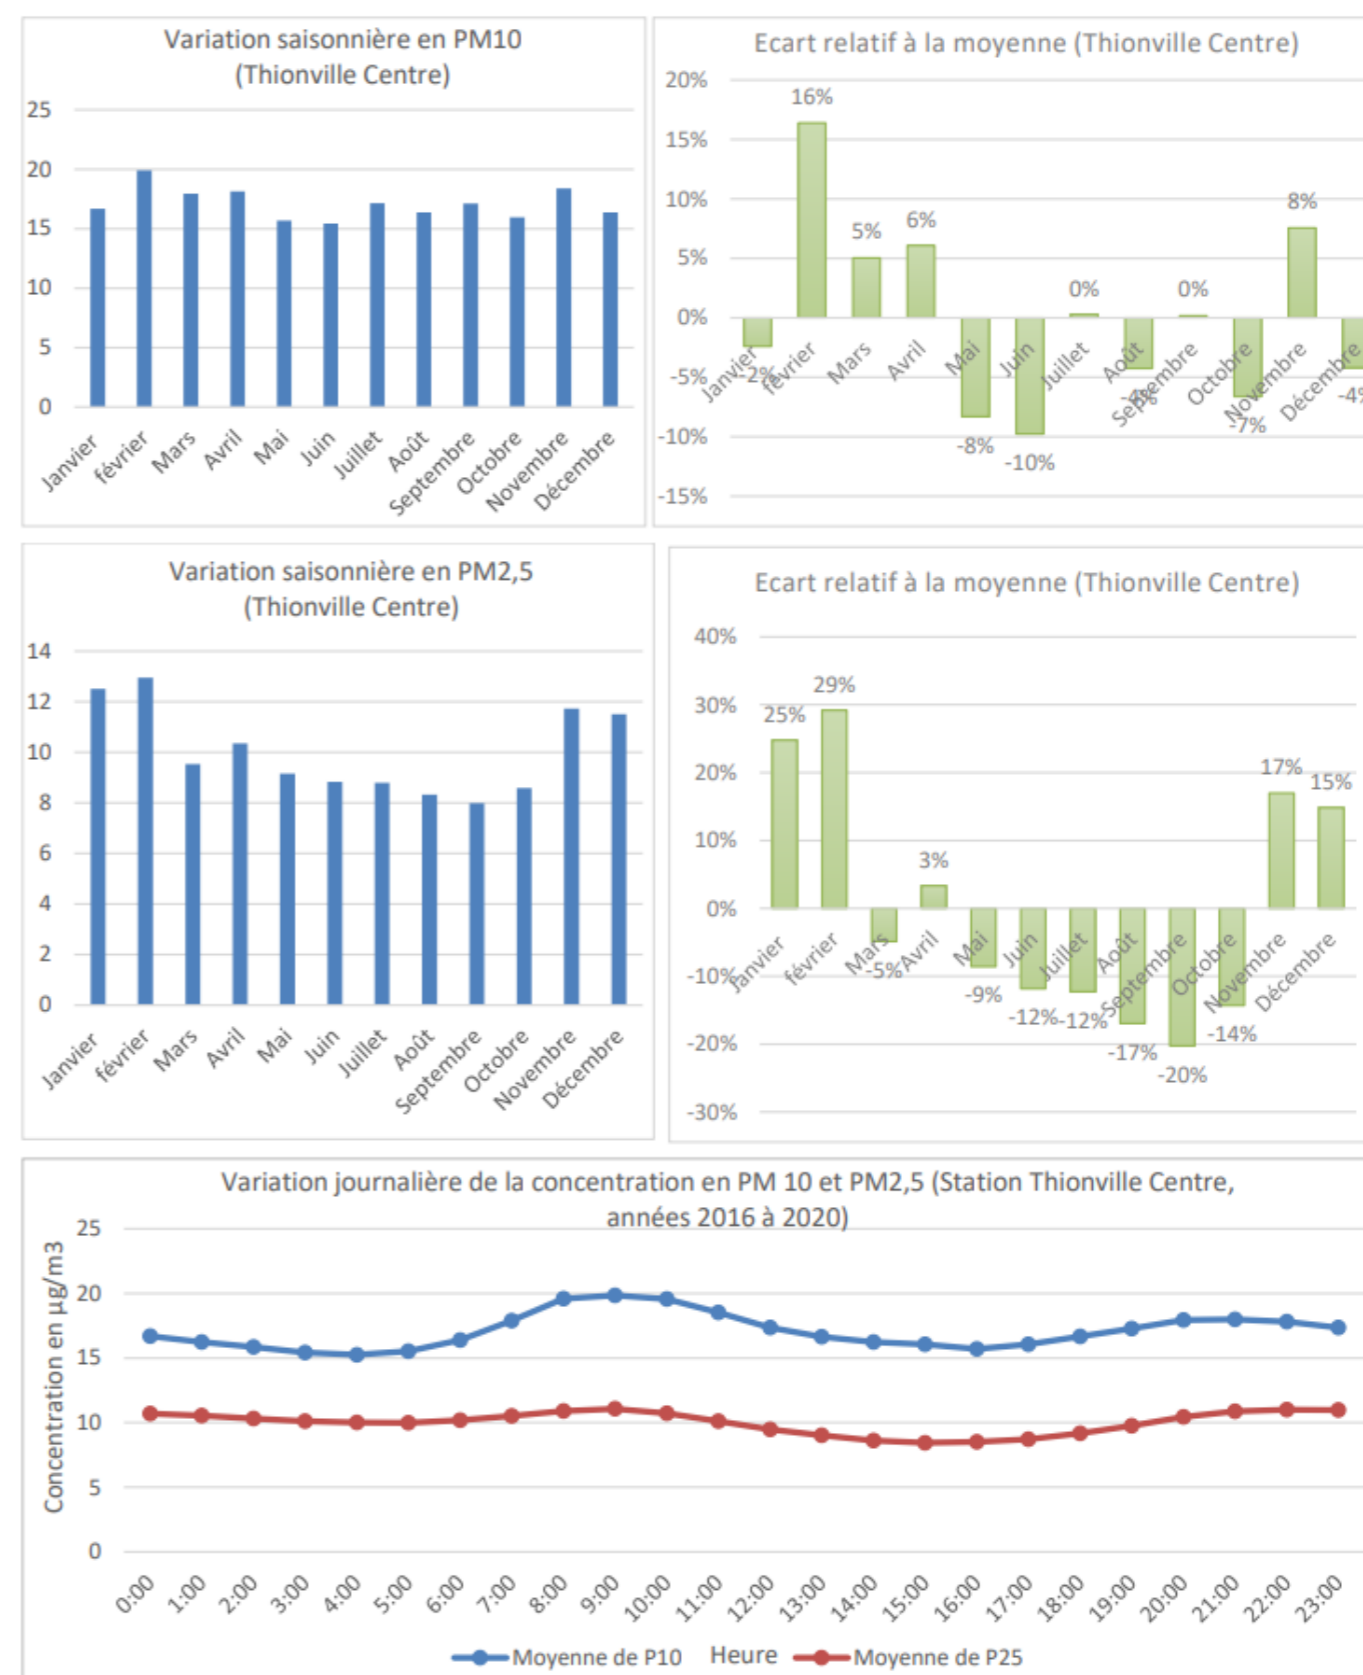 Variation saisonnière en PM10
(Thionville Centre)
25
20
15
10
5
0
Janvier
février
Mars
Avril
Mai
Juin
Juillet
Août
Septembre
Octobre
Novembre
Décembre
Ecart relatif à la moyenne (Thionville Centre)
20%
15%
10%
5%
0%
-5%
-10%
-15%
-2%
16%
5%
6%
-8%
-10%
0%
-4%
0%
-7%
8%
-4%
Janvier
février
Mars
Avril
Mai
Juin
Juillet
Août
Septembre
Octobre
Novembre
Décembre
Variation saisonnière en PM2,5
(Thionville Centre)
14
12
10
8
6
4
2
0
Janvier
février
Mars
Avril
Mai
Juin
Juillet
Août
Septembre
Octobre
Novembre
Décembre
Ecart relatif à la moyenne (Thionville Centre)
40%
30%
20%
10%
0%
-10%
-20%
-30%
25%
29%
-5%
3%
-9%
-12%
-12%
-17%
-20%
-14%
17%
15%
Janvier
février
Mars
Avril
Mai
Juin
Juillet
Août
Septembre
Octobre
Novembre
Décembre
Variation journalière de la concentration en PM 10 et PM2,5 (Station Thionville Centre,
années 2016 à 2020)
Concentration en µg/m3
25
20
15
10
5
0
0:00
1:00
2:00
3:00
4:00
5:00
6:00
7:00
8:00
9:00
10:00
11:00
12:00
13:00
14:00
15:00
16:00
17:00
18:00
19:00
20:00
21:00
22:00
23:00
Moyenne de P10 Heure Moyenne de P25